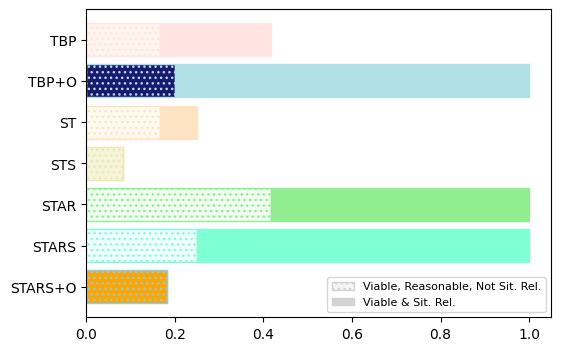 TBP
TBP+O
ST
STS
STAR
STARS
STARS+O
Viable, Reasonable, Not Sit. Rel.
Viable & Sit. Rel.
0.0 0.2 0.4 0.6 0.8 1.0